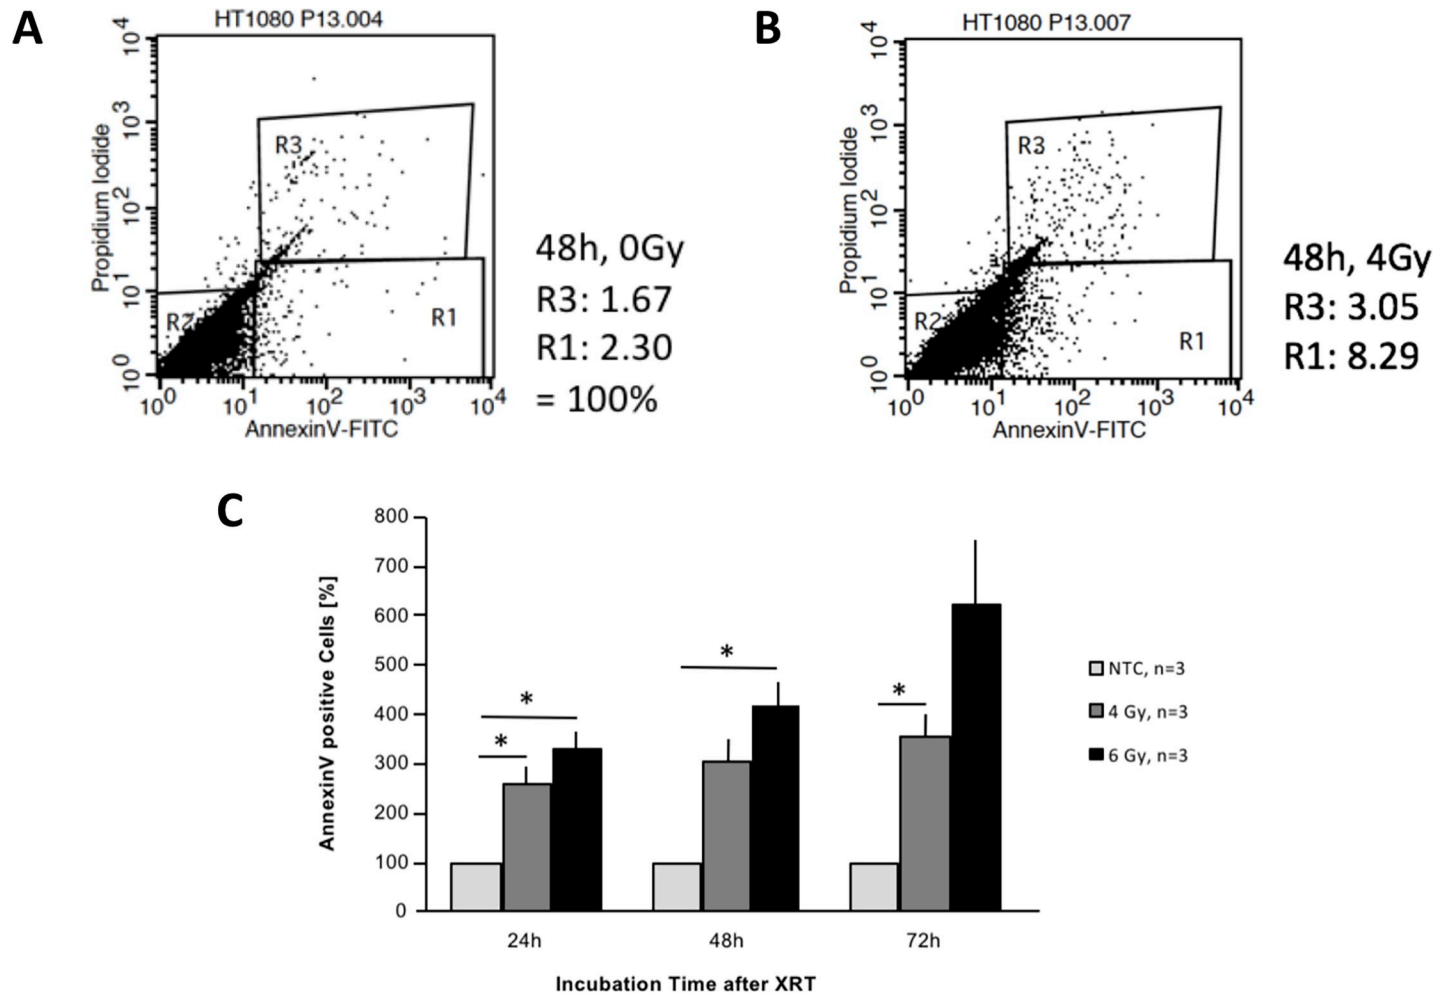 A
HT1080 P13.004
Propidium Iodide
10^4
10^3
10^2
10^1
10^0
R3
R2
R1
10^0 10^1 10^2 10^3 10^4
AnnexinV-FITC
48h, 0Gy
R3: 1.67
R1: 2.30
= 100%
B
HT1080 P13.007
Propidium Iodide
10^4
10^3
10^2
10^1
10^0
R3
R2
R1
10^0 10^1 10^2 10^3 10^4
AnnexinV-FITC
48h, 4Gy
R3: 3.05
R1: 8.29
C
AnnexinV positive Cells [%]
800
700
600
500
400
300
200
100
0
*
*
*
*
24h 48h 72h
Incubation Time after XRT
NTC, n=3
4 Gy, n=3
6 Gy, n=3